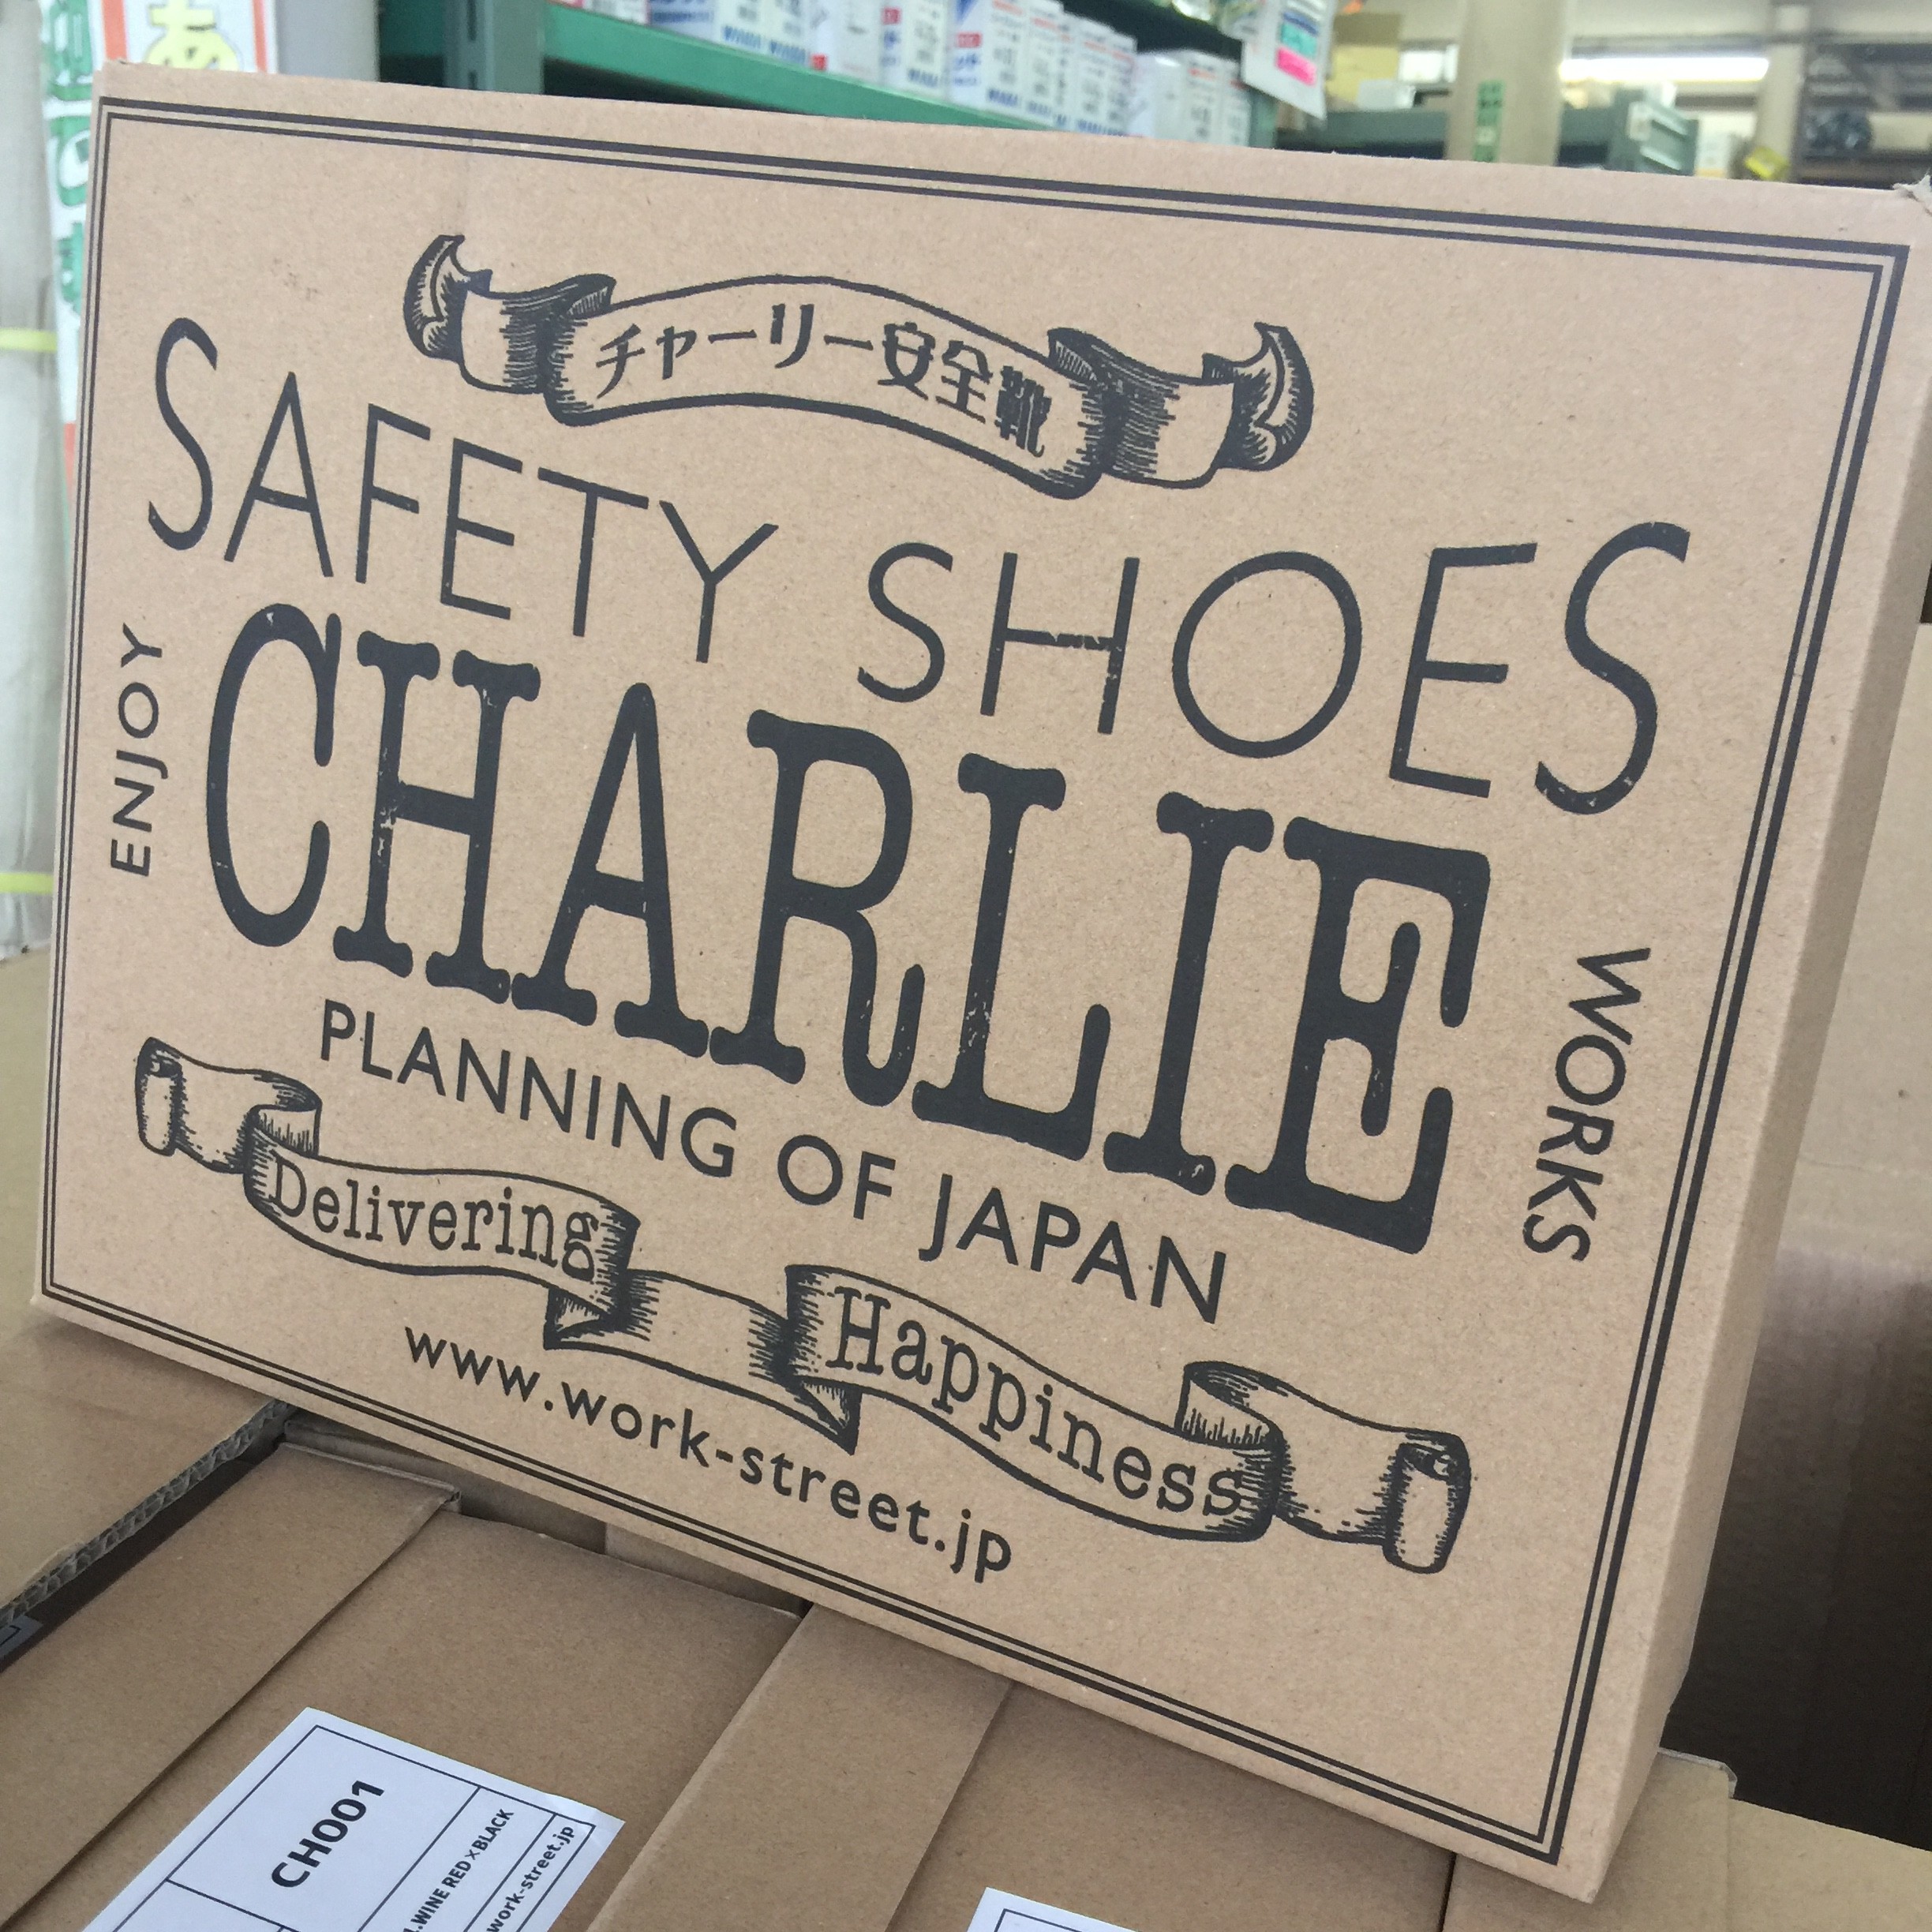 チャーリー安全靴
SAFETY SHOES
ENJOY
CHARLIE
WORKS
PLANNING OF JAPAN
Delivering
Happiness
www.work-street.jp
CH001
WINE RED×BLACK
work-street.jp